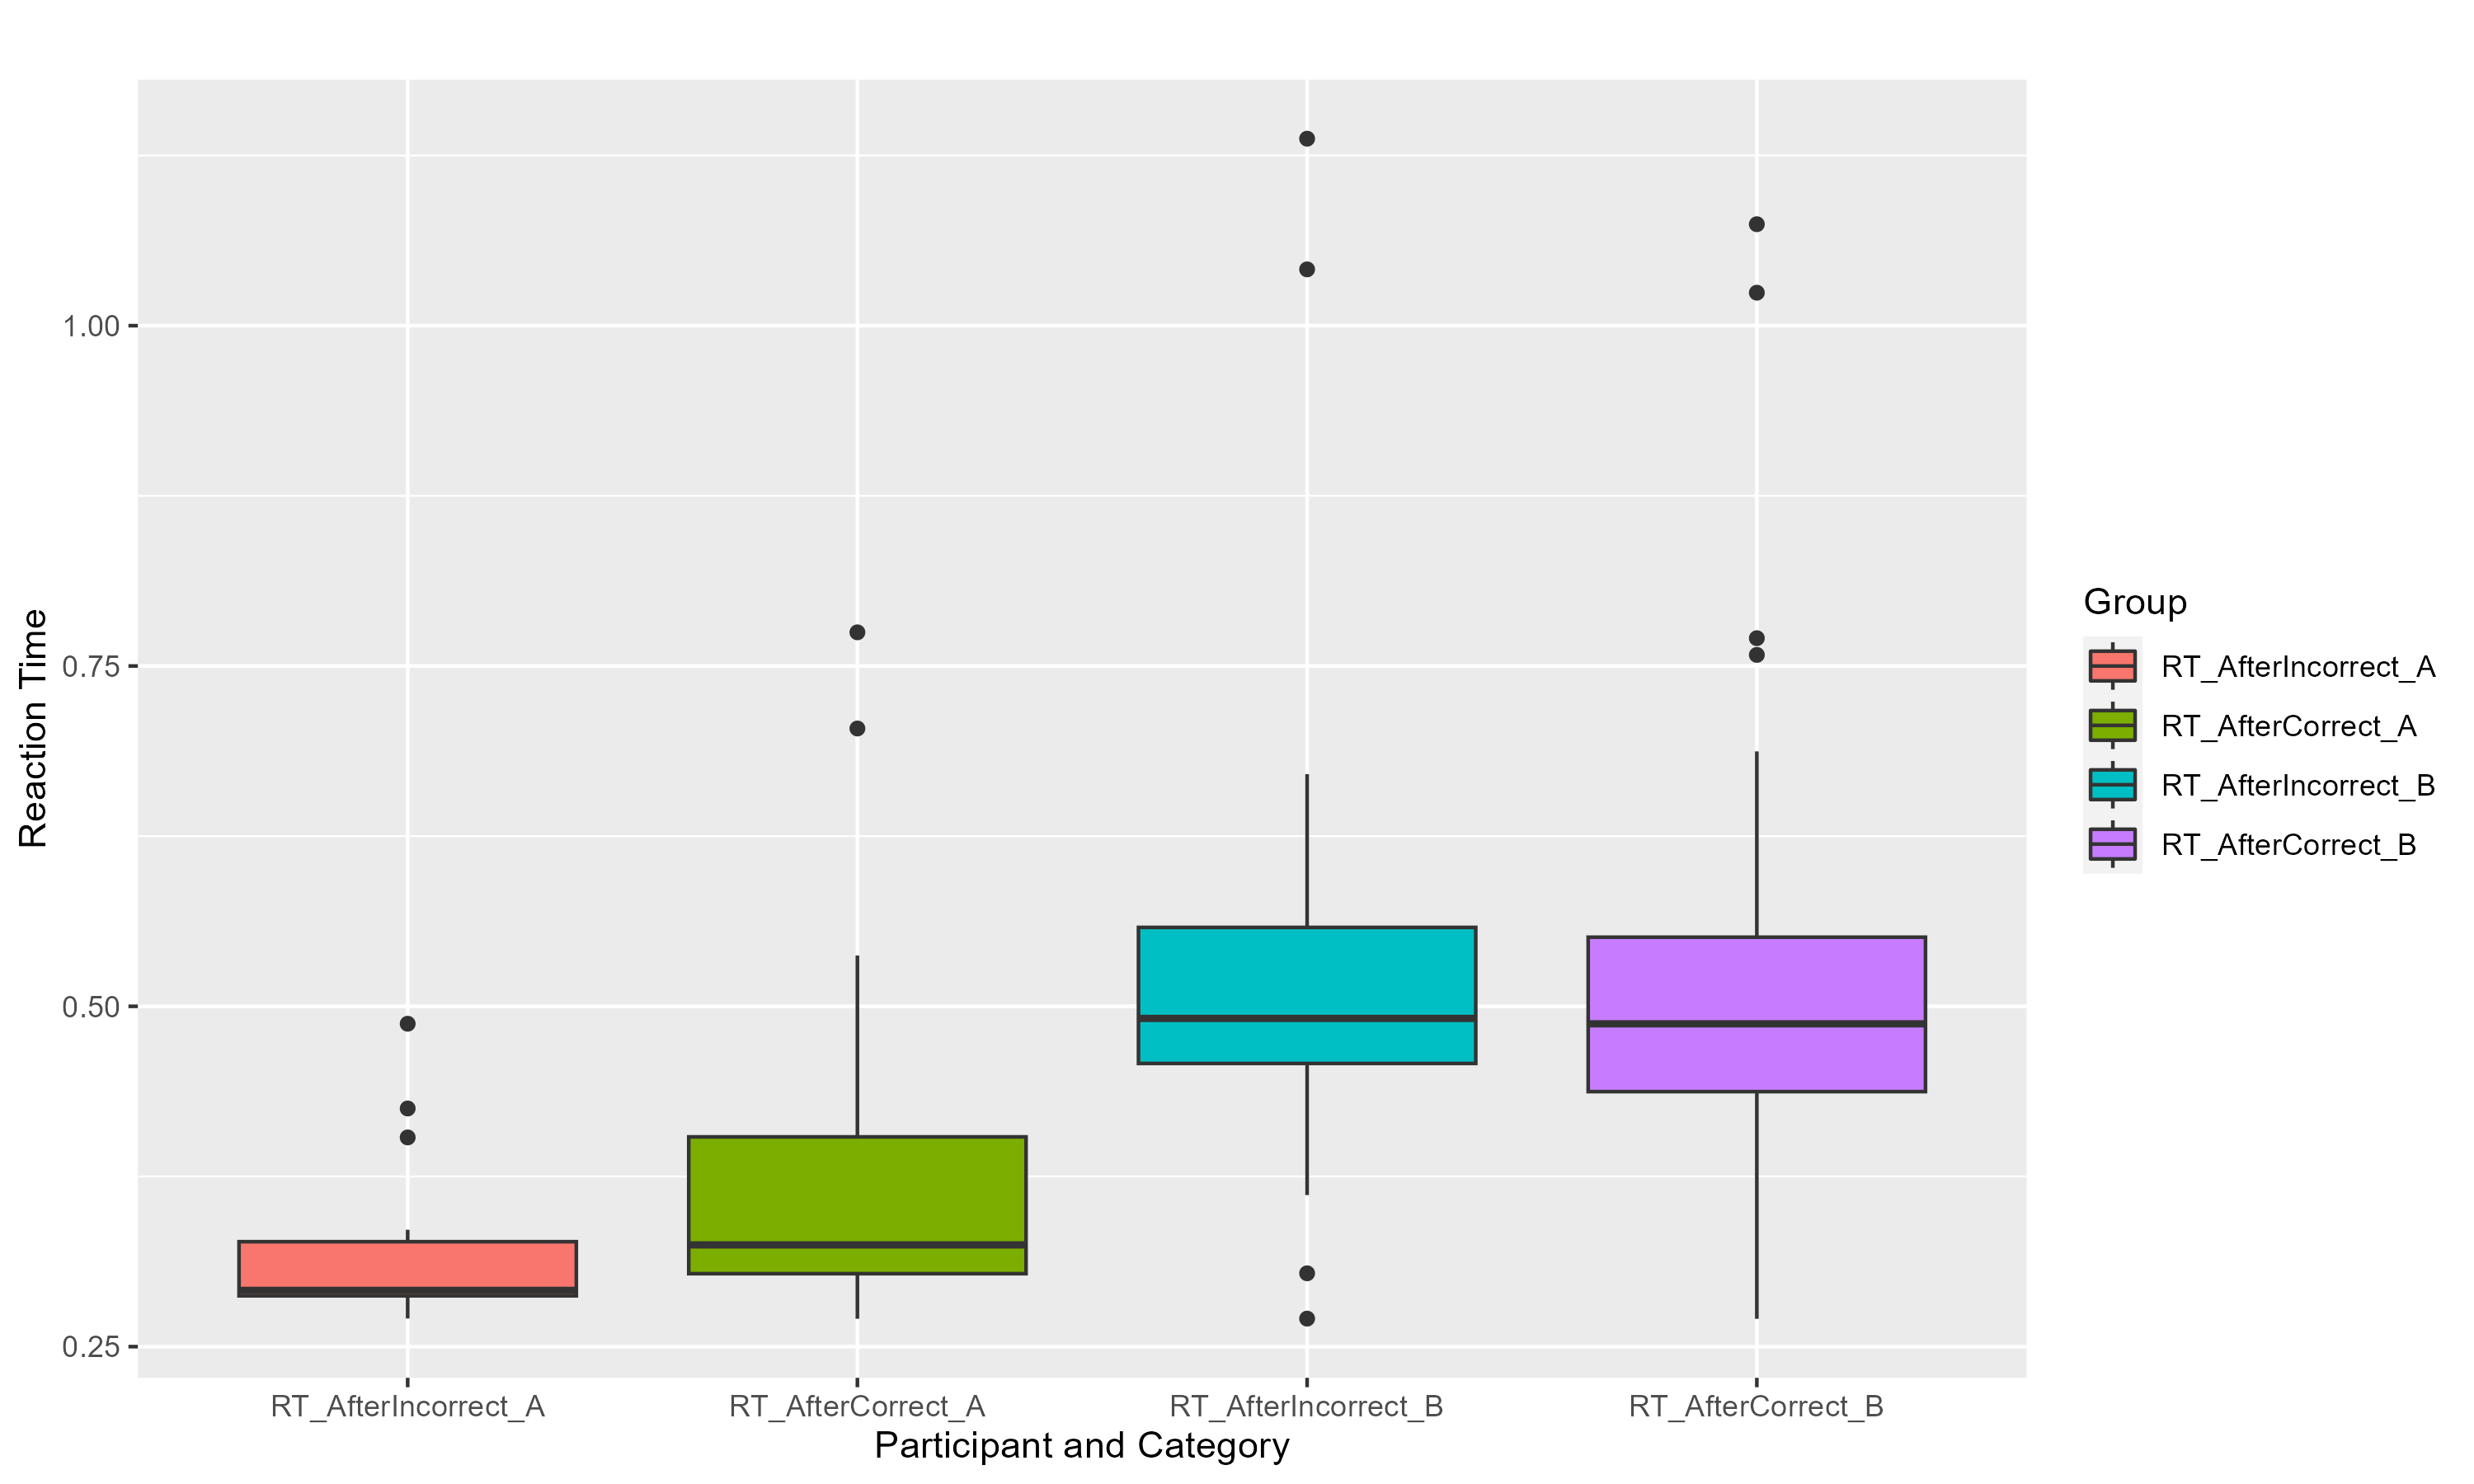 Reaction Time
1.00
0.75
0.50
0.25
RT_AfterIncorrect_A
RT_AfterCorrect_A
RT_AfterIncorrect_B
RT_AfterCorrect_B
Participant and Category
Group
RT_AfterIncorrect_A
RT_AfterCorrect_A
RT_AfterIncorrect_B
RT_AfterCorrect_B